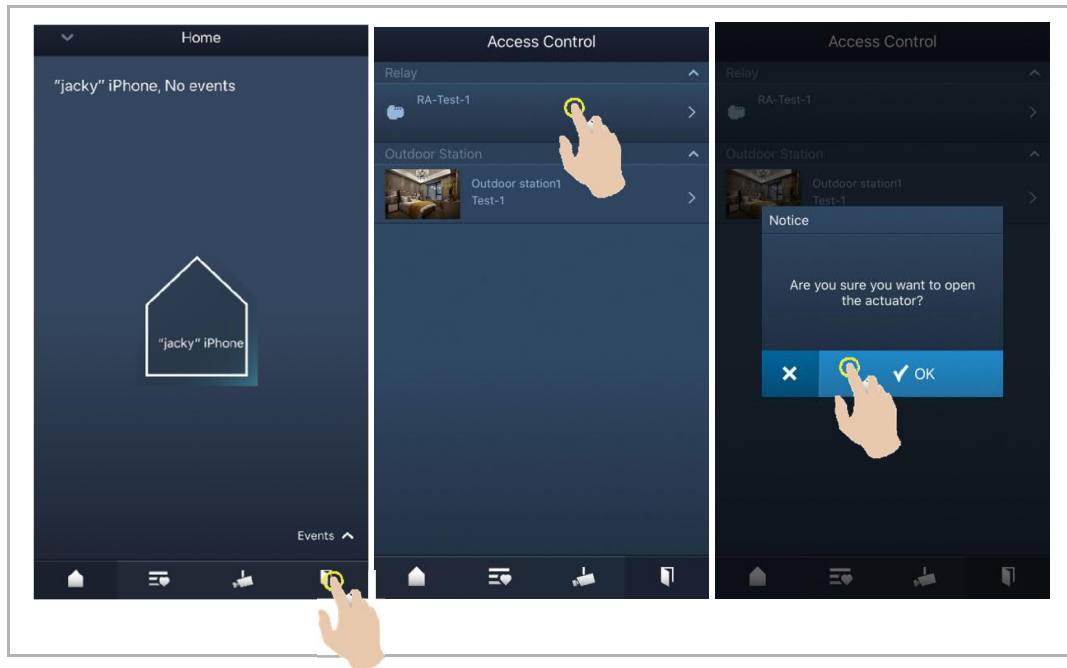 Home
"jacky" iPhone, No events
"jacky" iPhone
Events
Access Control
Relay
RA-Test-1
Outdoor Station
Outdoor station1
Test-1
Access Control
Relay
RA-Test-1
Outdoor Station
Outdoor station1
Test-1
Notice
Are you sure you want to open
the actuator?
OK